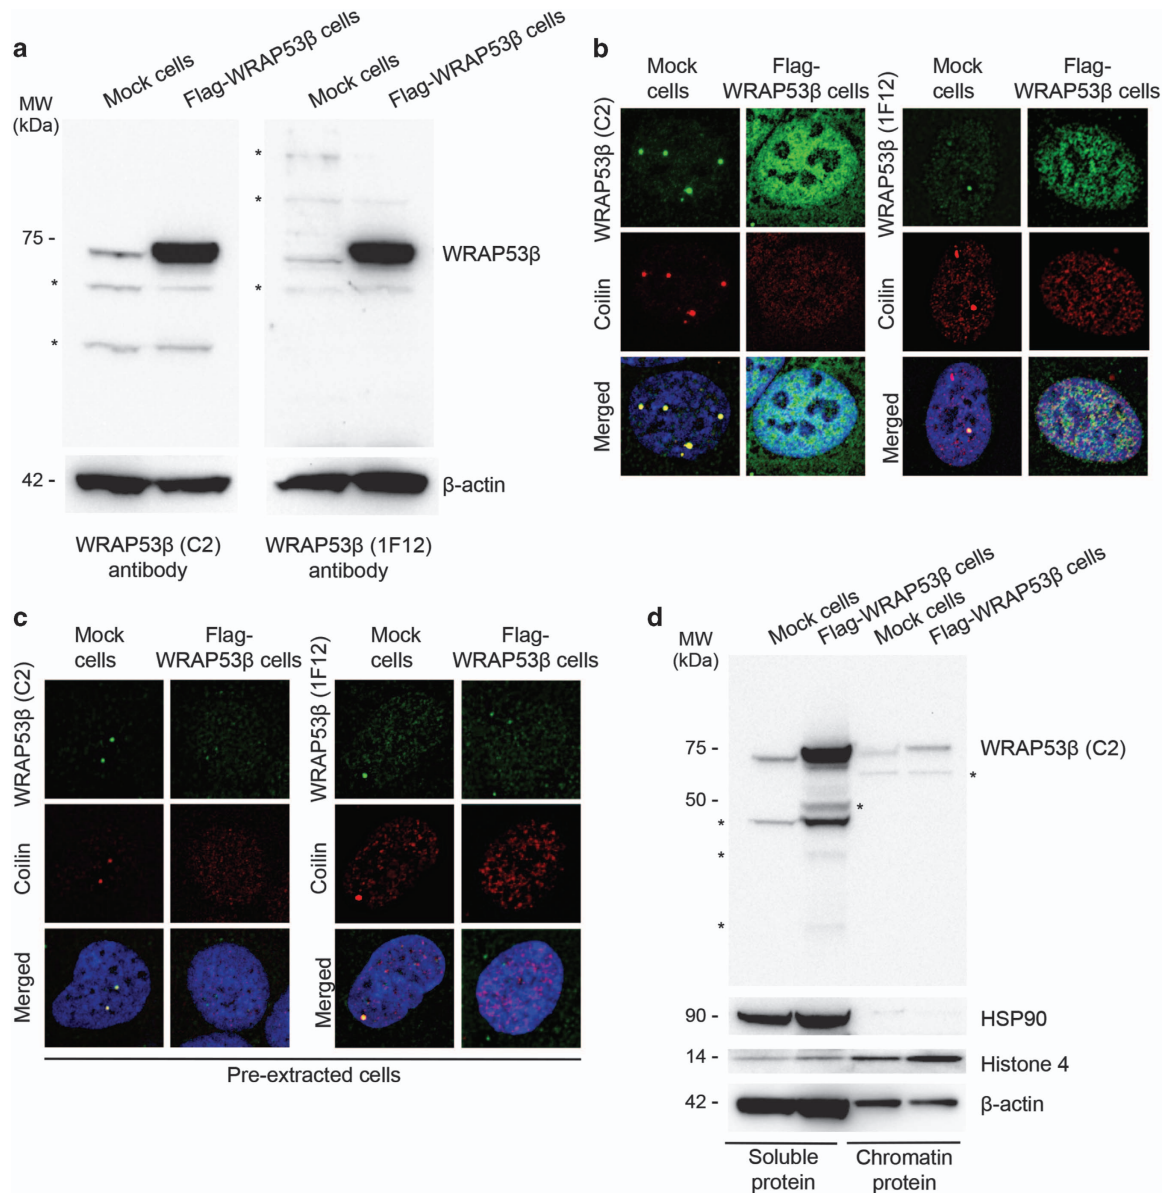 a
MW
(kDa)
Mock cells
Flag-WRAP53β cells
Mock cells
Flag-WRAP53β cells
*
*
75 -
WRAP53β
*
*
*
42 -
β-actin
WRAP53β (C2)
antibody
WRAP53β (1F12)
antibody
b
Mock
cells
Flag-
WRAP53β cells
Mock
cells
Flag-
WRAP53β cells
WRAP53β (C2)
Coilin
Merged
WRAP53β (1F12)
Coilin
Merged
c
Mock
cells
Flag-
WRAP53β cells
Mock
cells
Flag-
WRAP53β cells
WRAP53β (C2)
Coilin
Merged
WRAP53β (1F12)
Coilin
Merged
Pre-extracted cells
d
MW
(kDa)
Mock cells
Flag-WRAP53β cells
Mock cells
Flag-WRAP53β cells
75 -
WRAP53β (C2)
*
50 -
*
*
*
*
90 -
HSP90
14 -
Histone 4
42 -
β-actin
Soluble
protein
Chromatin
protein